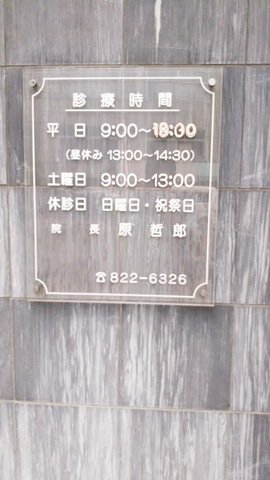 診療時間
平日 9:00～18:00
(昼休み 13:00～14:30)
土曜日 9:00～13:00
休診日 日曜日・祝祭日
院長 原哲郎
☎822-6326